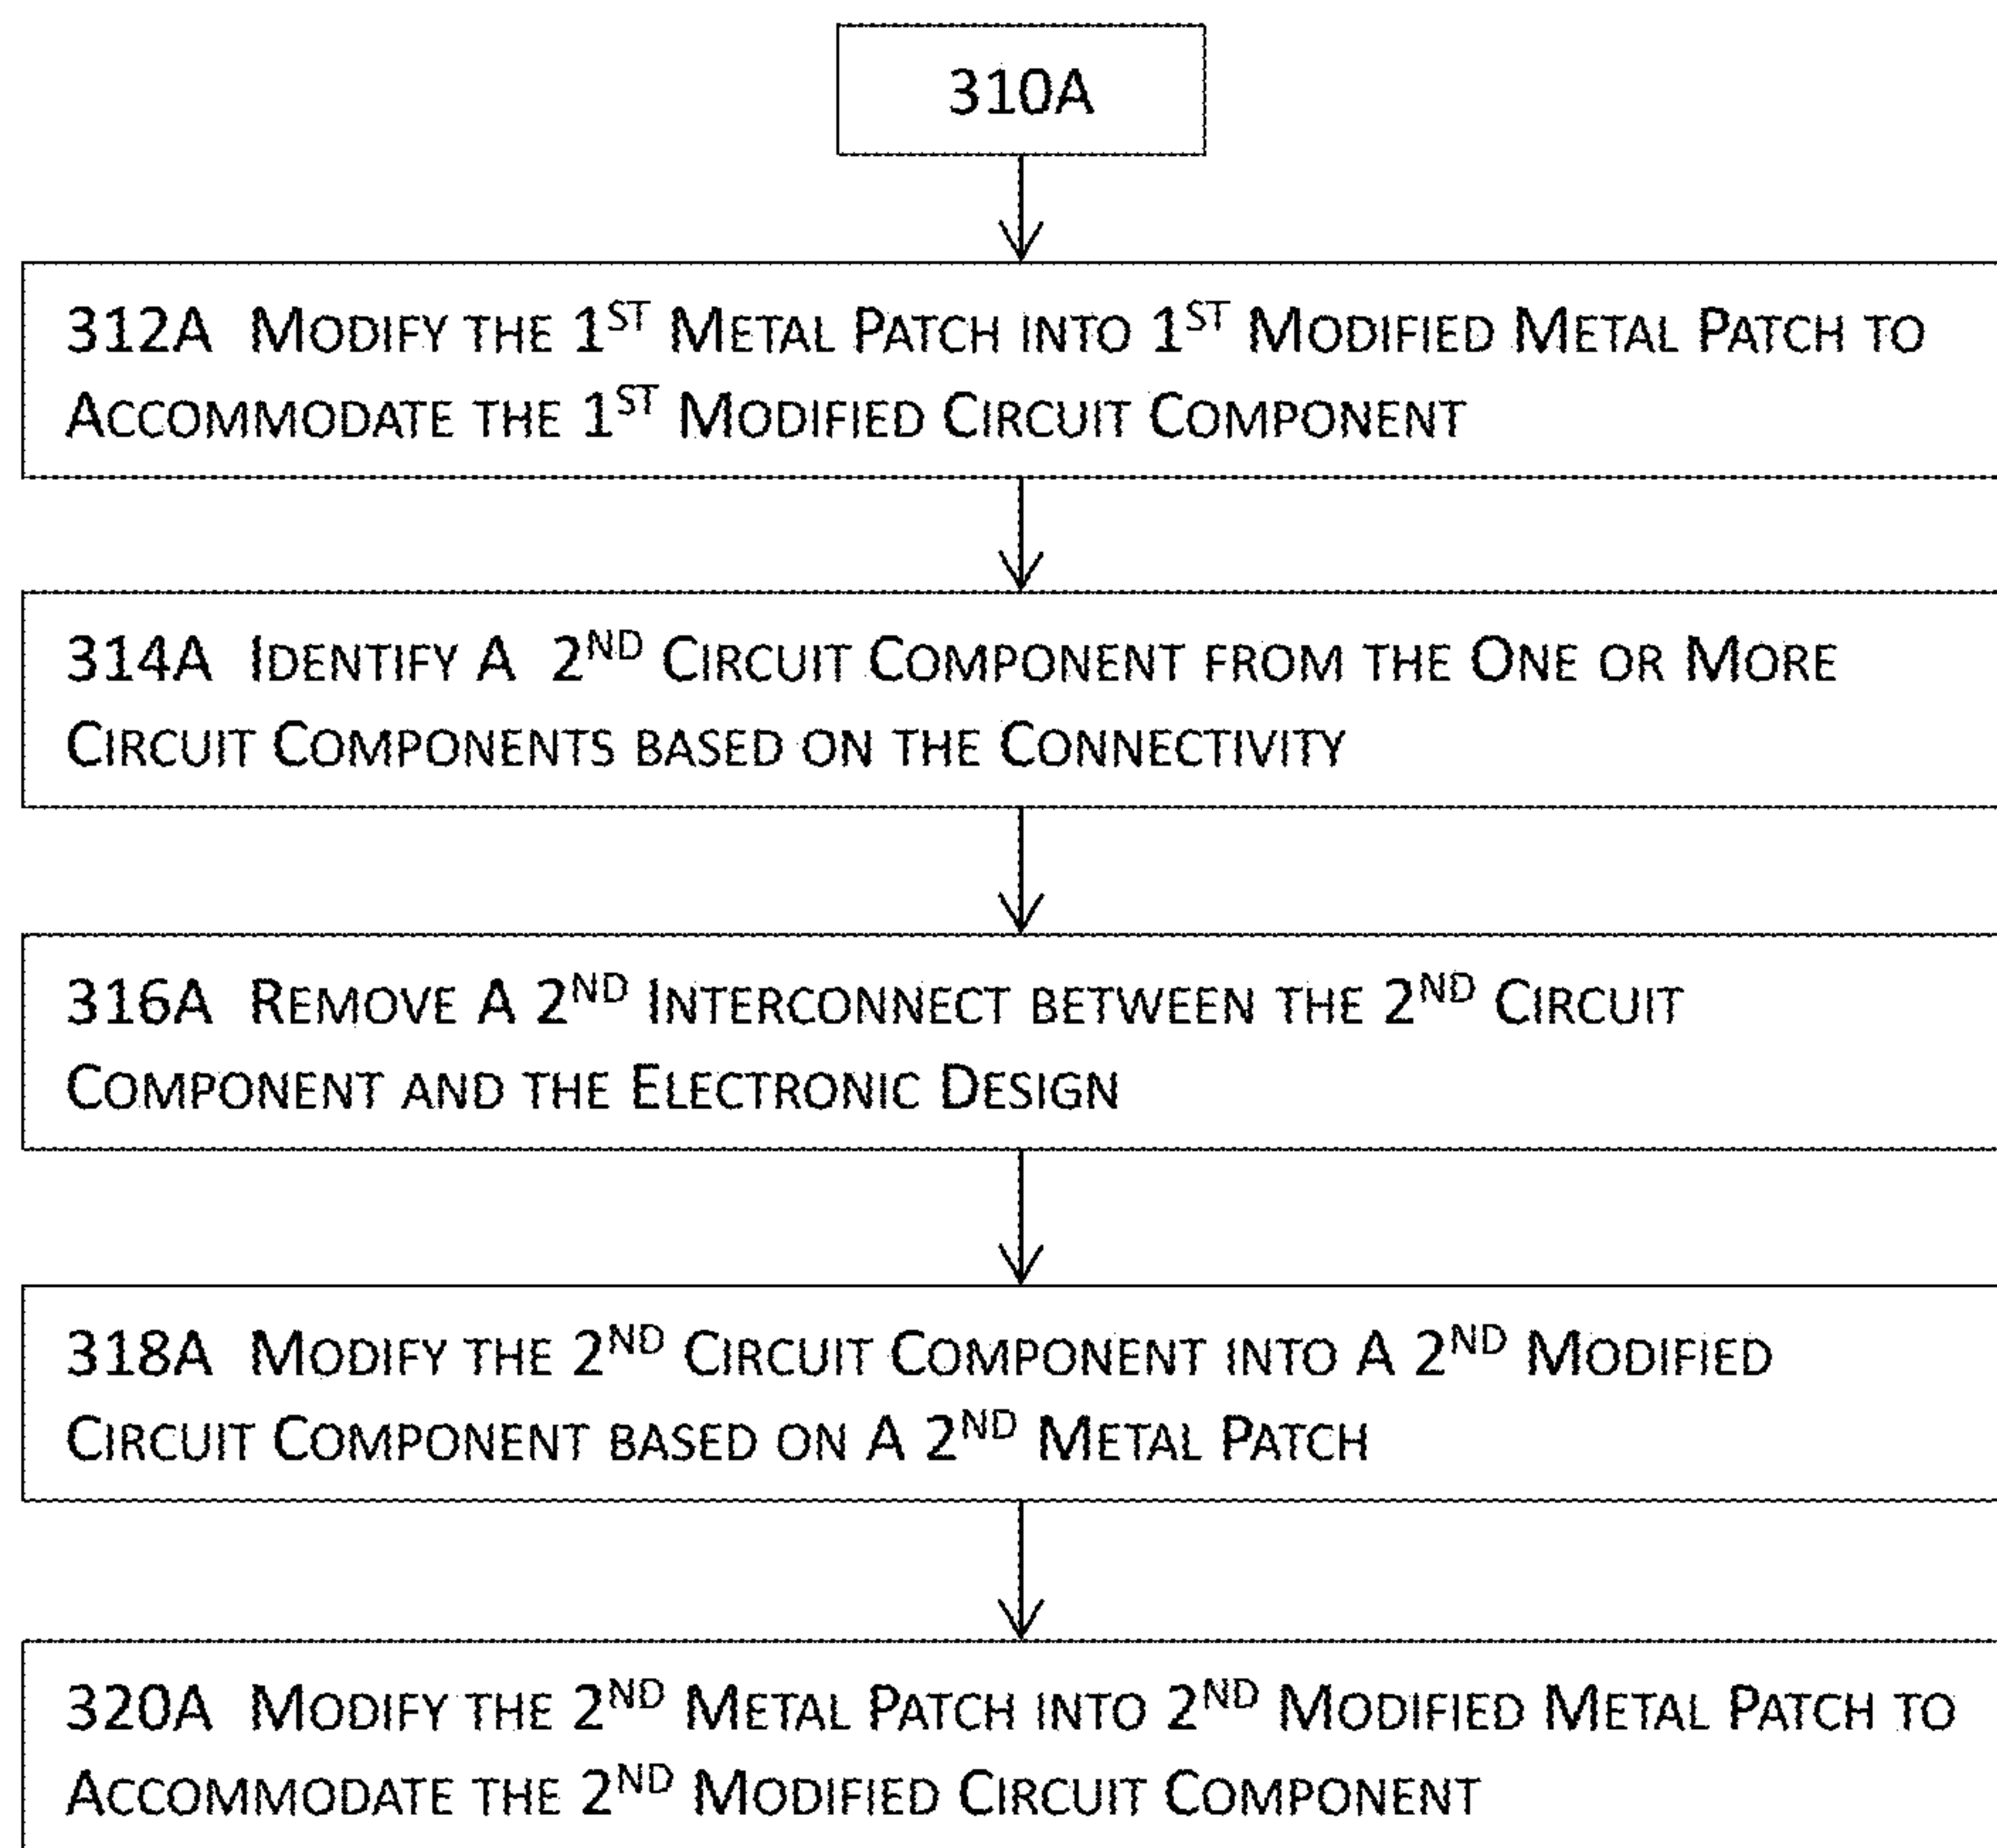 310A
312A MODIFY THE 1ST METAL PATCH INTO 1ST MODIFIED METAL PATCH TO
ACCOMMODATE THE 1ST MODIFIED CIRCUIT COMPONENT
314A IDENTIFY A 2ND CIRCUIT COMPONENT FROM THE ONE OR MORE
CIRCUIT COMPONENTS BASED ON THE CONNECTIVITY
316A REMOVE A 2ND INTERCONNECT BETWEEN THE 2ND CIRCUIT
COMPONENT AND THE ELECTRONIC DESIGN
318A MODIFY THE 2ND CIRCUIT COMPONENT INTO A 2ND MODIFIED
CIRCUIT COMPONENT BASED ON A 2ND METAL PATCH
320A MODIFY THE 2ND METAL PATCH INTO 2ND MODIFIED METAL PATCH TO
ACCOMMODATE THE 2ND MODIFIED CIRCUIT COMPONENT